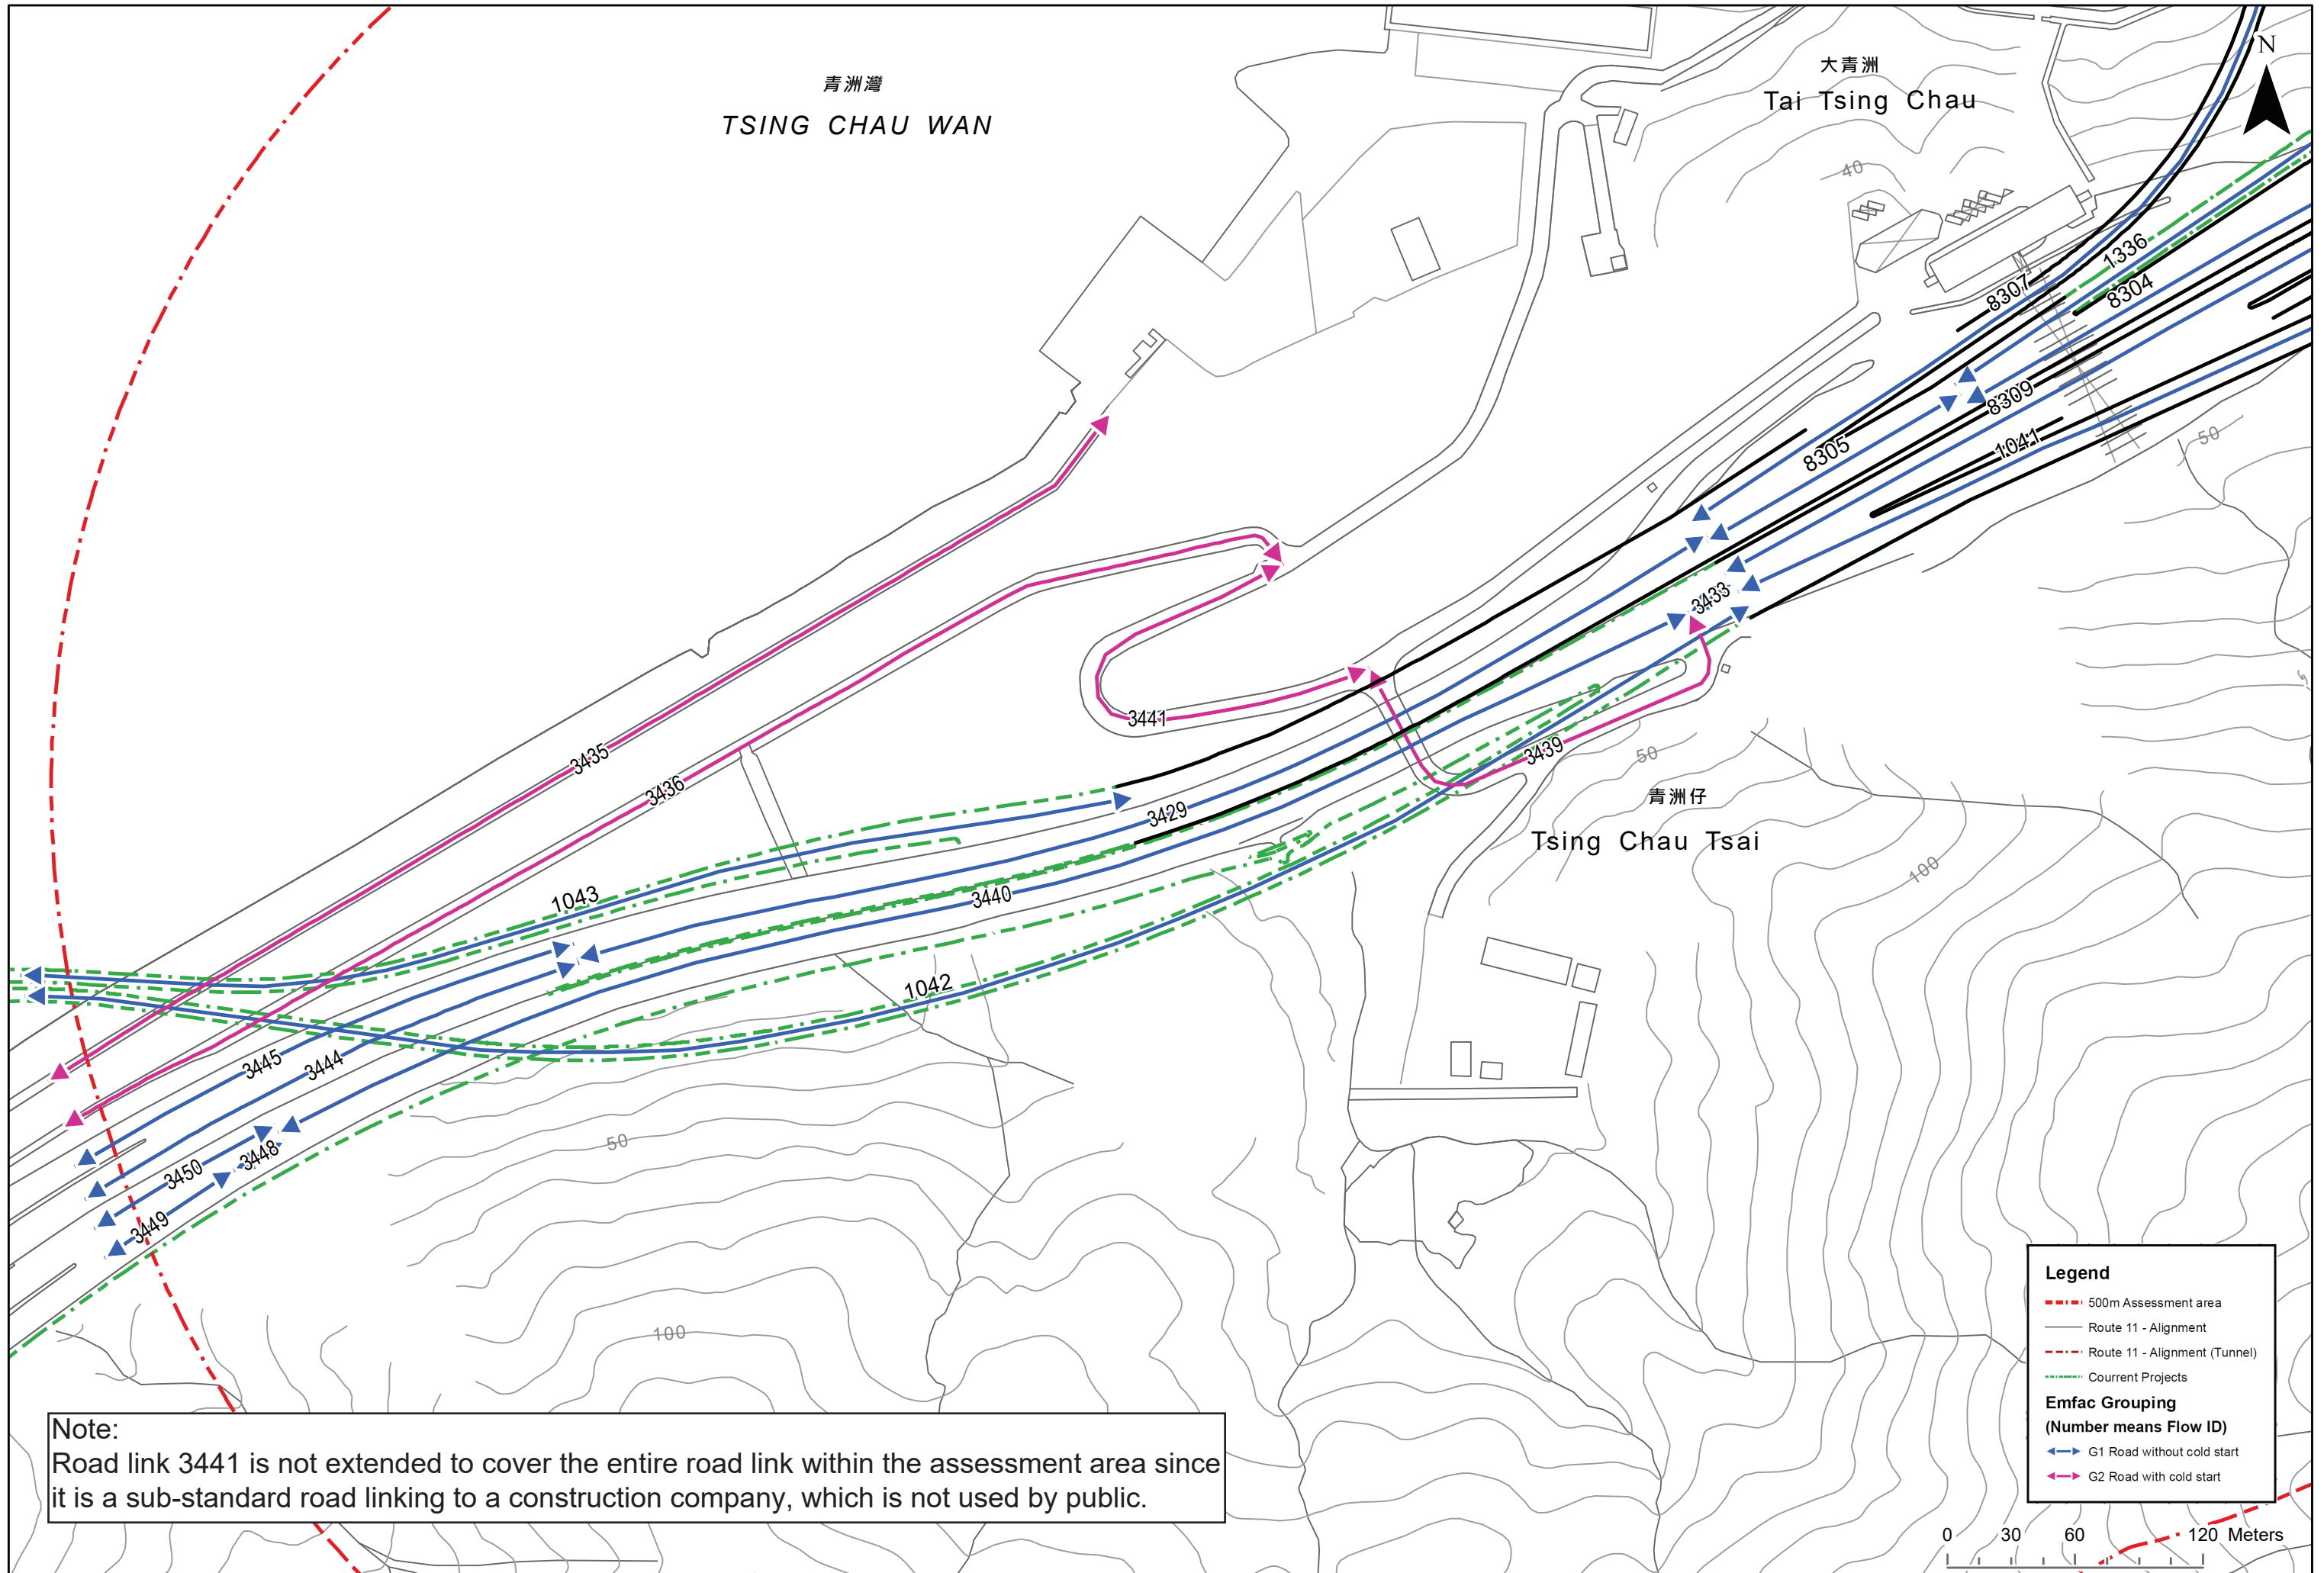 青洲灣
TSING CHAU WAN
大青洲
Tai Tsing Chau
N
40
1336
8307
8304
8309
8305
1041
50
3433
3441
3435
3439
50
3436
青洲仔
Tsing Chau Tsai
3429
100
1043
3440
1042
3445
3444
50
3448
3450
3449
100
Legend
500m Assessment area
Route 11 - Alignment
Route 11 - Alignment (Tunnel)
Courrent Projects
Emfac Grouping
(Number means Flow ID)
G1 Road without cold start
G2 Road with cold start
Note:
Road link 3441 is not extended to cover the entire road link within the assessment area since
it is a sub-standard road linking to a construction company, which is not used by public.
0 30 60 120 Meters